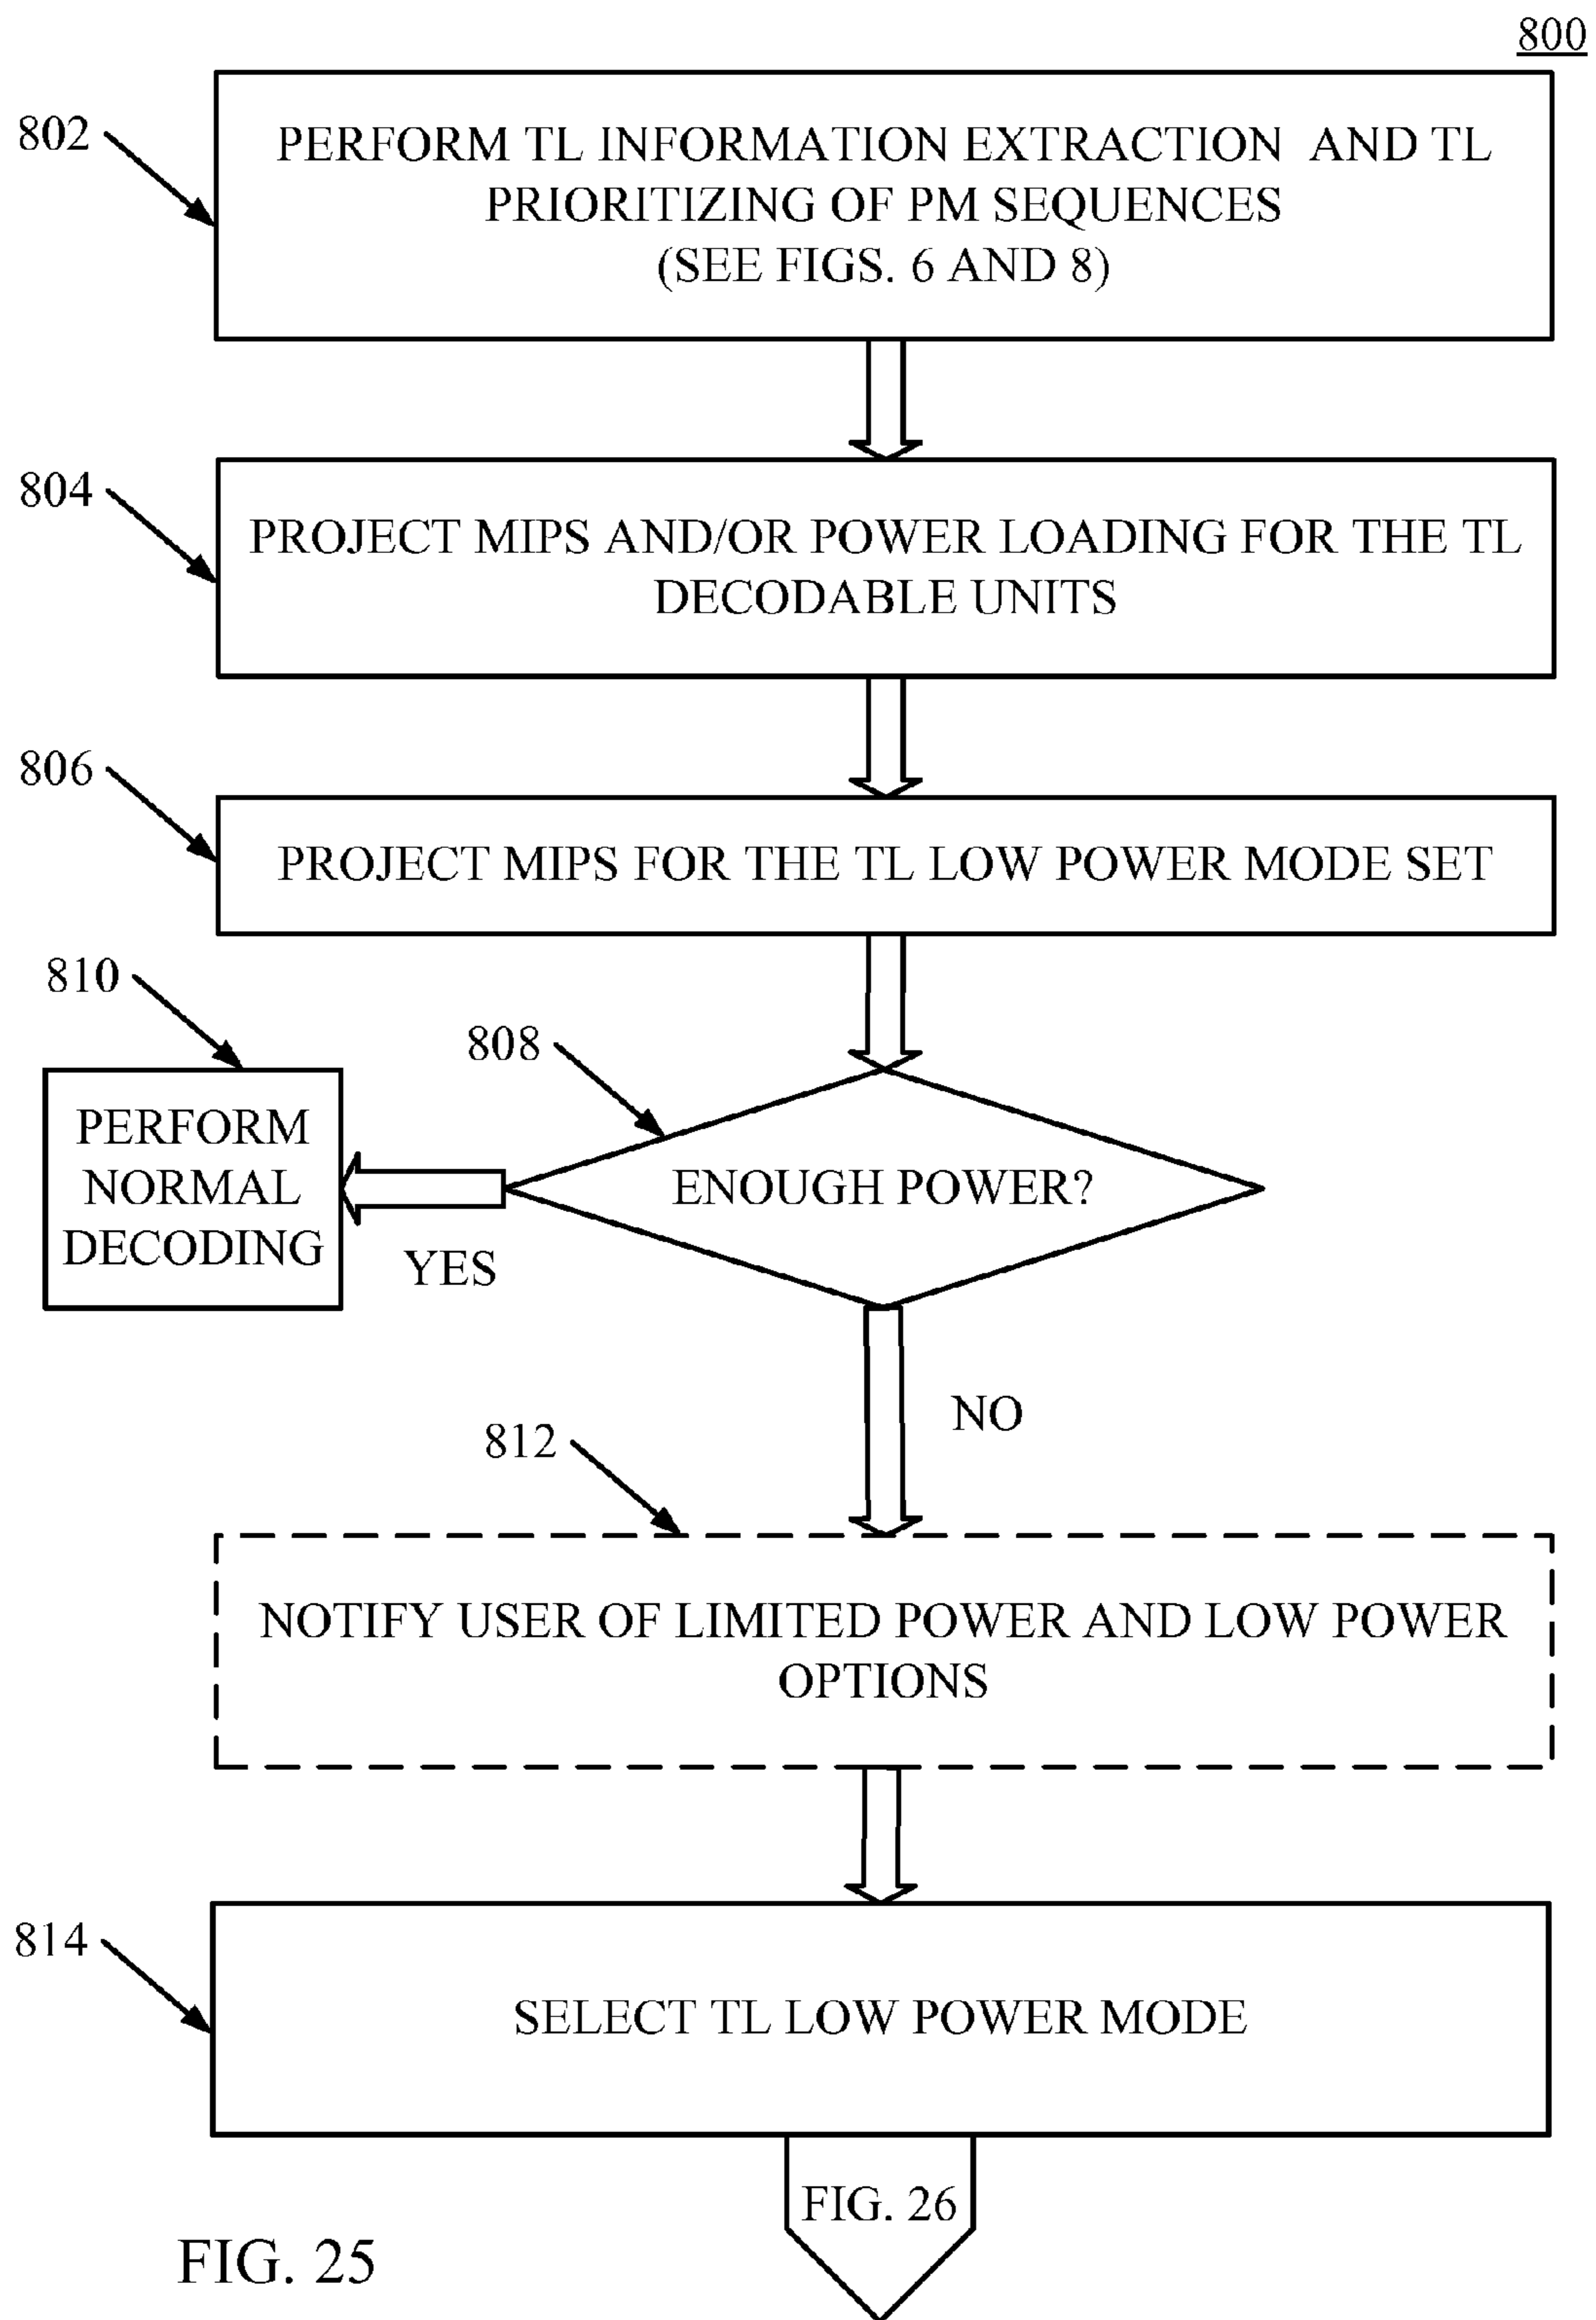 800
802
PERFORM TL INFORMATION EXTRACTION AND TL
PRIORITIZING OF PM SEQUENCES
(SEE FIGS. 6 AND 8)
804
PROJECT MIPS AND/OR POWER LOADING FOR THE TL
DECODABLE UNITS
806
PROJECT MIPS FOR THE TL LOW POWER MODE SET
810
808
PERFORM
NORMAL
DECODING
ENOUGH POWER?
YES
NO
812
NOTIFY USER OF LIMITED POWER AND LOW POWER
OPTIONS
814
SELECT TL LOW POWER MODE
FIG. 26
FIG. 25